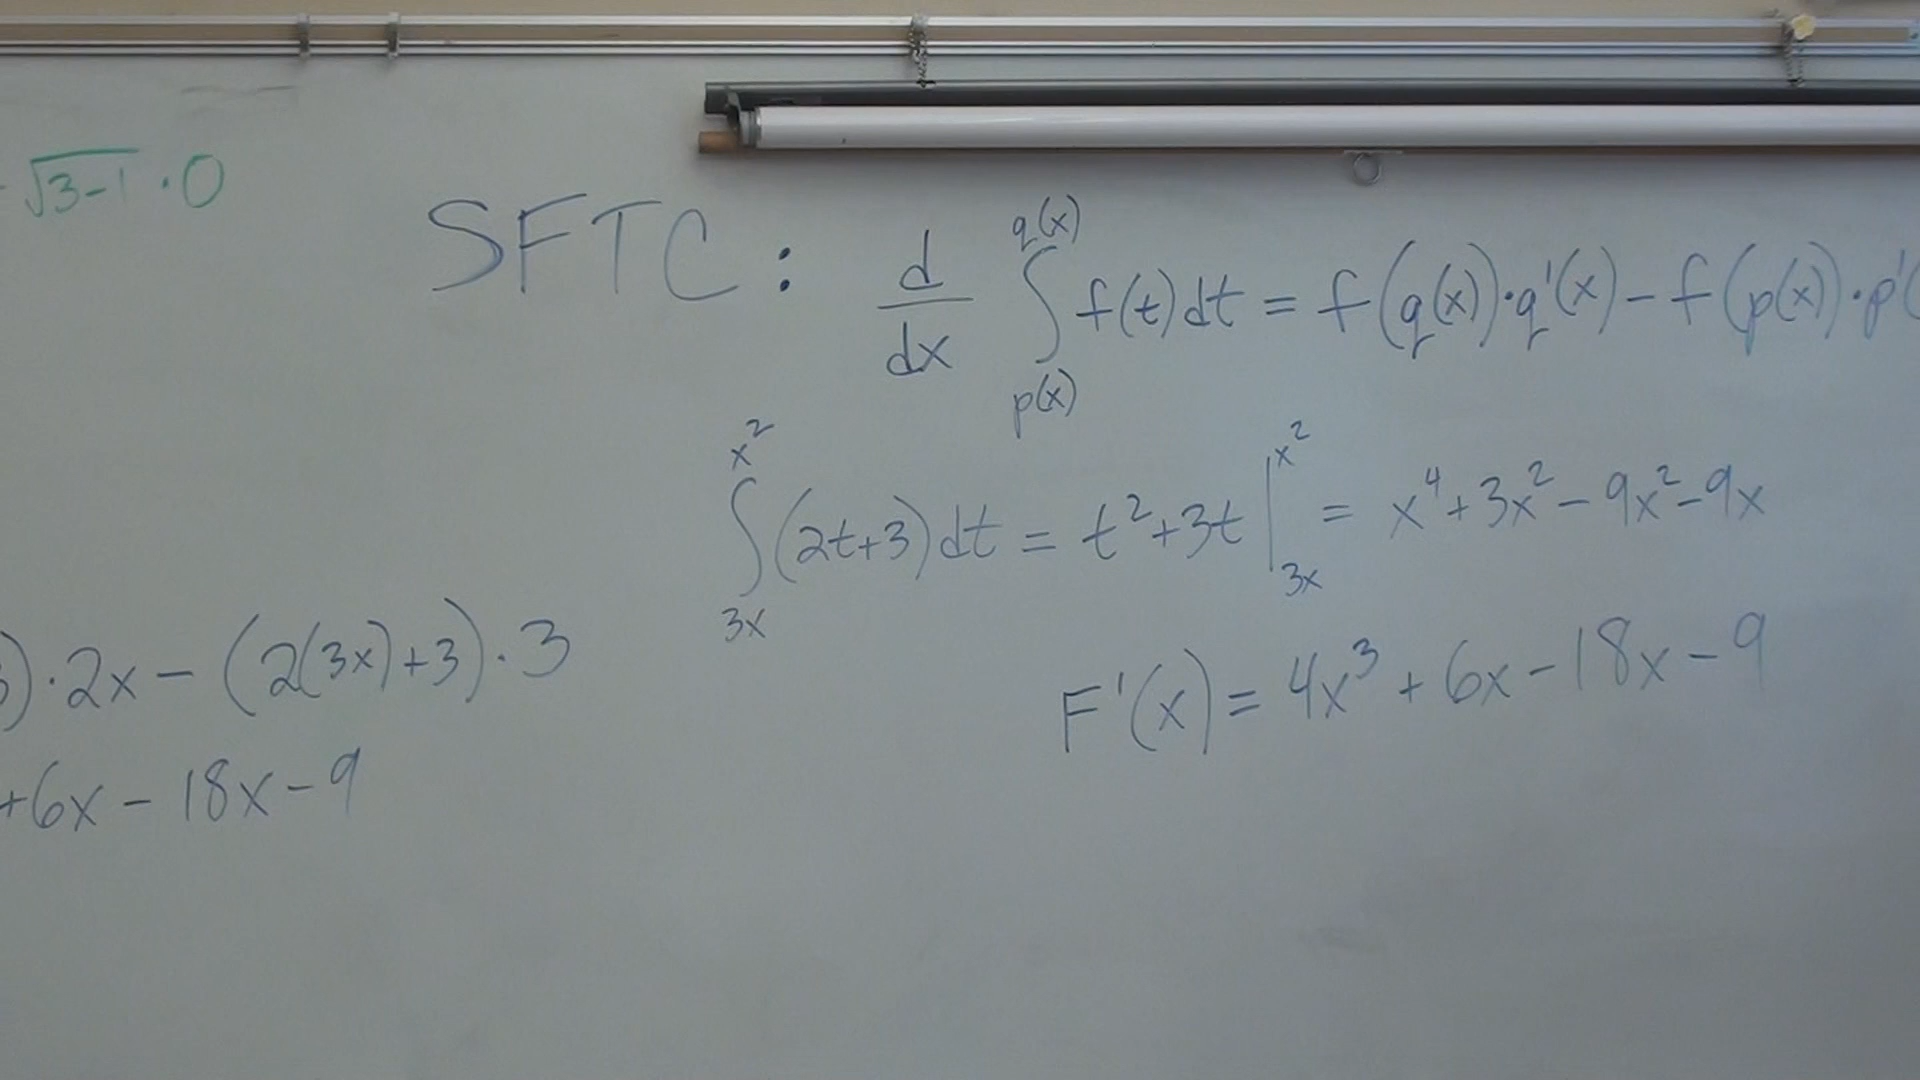 √3-1 · 0
SFTC: d/dx ∫_{p(x)}^{q(x)} f(t)dt = f(q(x))·q'(x) - f(p(x)·p'(
∫_{3x}^{x²} (2t+3)dt = t²+3t |_{3x}^{x²} = x⁴+3x²-9x²-9x
)·2x-(2(3x)+3)·3
F'(x) = 4x³+6x-18x-9
+6x-18x-9